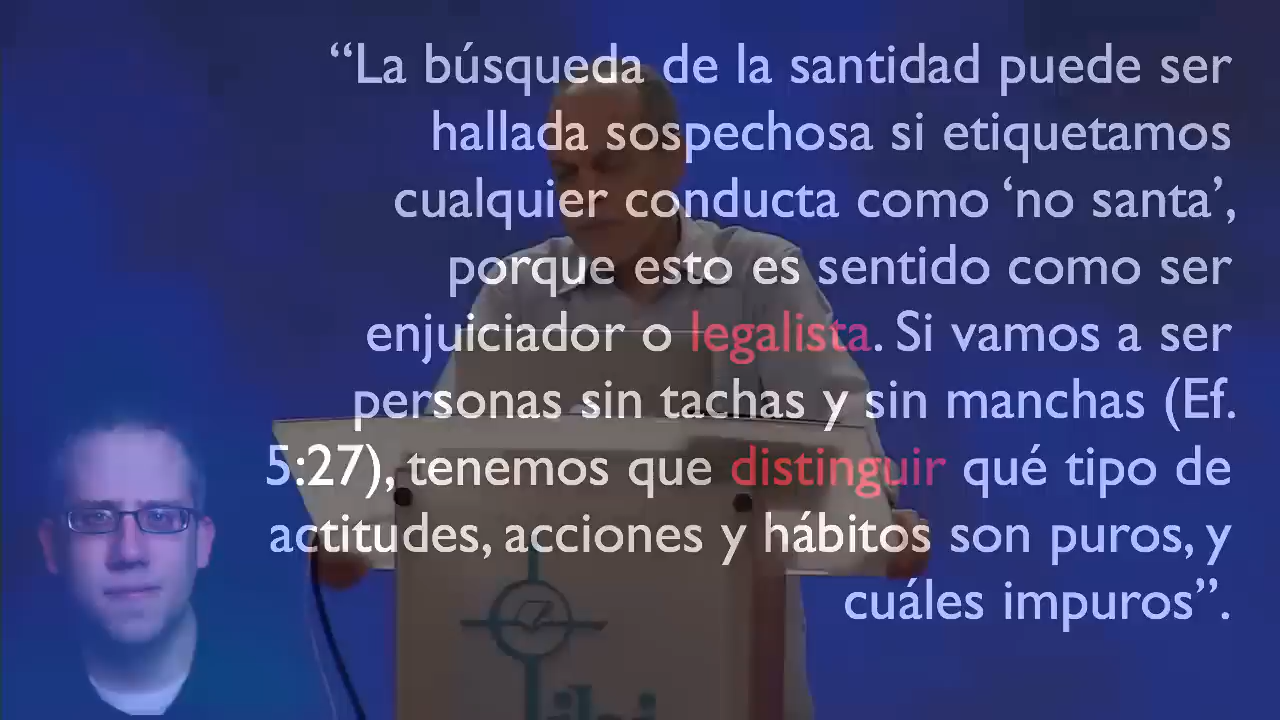 “La búsqueda de la santidad puede ser
hallada sospechosa si etiquetamos
cualquier conducta como ‘no santa’,
porque esto es sentido como ser
enjuiciador o legalista. Si vamos a ser
personas sin tachas y sin manchas (Ef.
5:27), tenemos que distinguir qué tipo de
actitudes, acciones y hábitos son puros, y
cuáles impuros”.